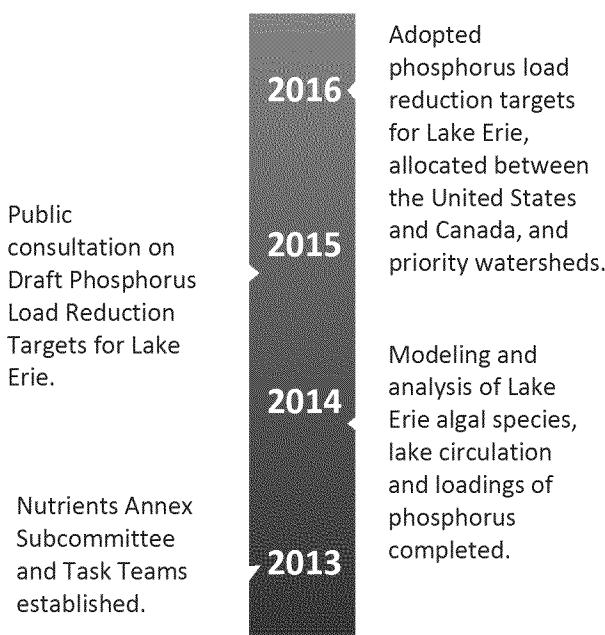 2016
Adopted
phosphorus load
reduction targets
for Lake Erie,
allocated between
the United States
and Canada, and
priority watersheds.
2015
Public
consultation on
Draft Phosphorus
Load Reduction
Targets for Lake
Erie.
2014
Modeling and
analysis of Lake
Erie algal species,
lake circulation
and loadings of
phosphorus
completed.
2013
Nutrients Annex
Subcommittee
and Task Teams
established.